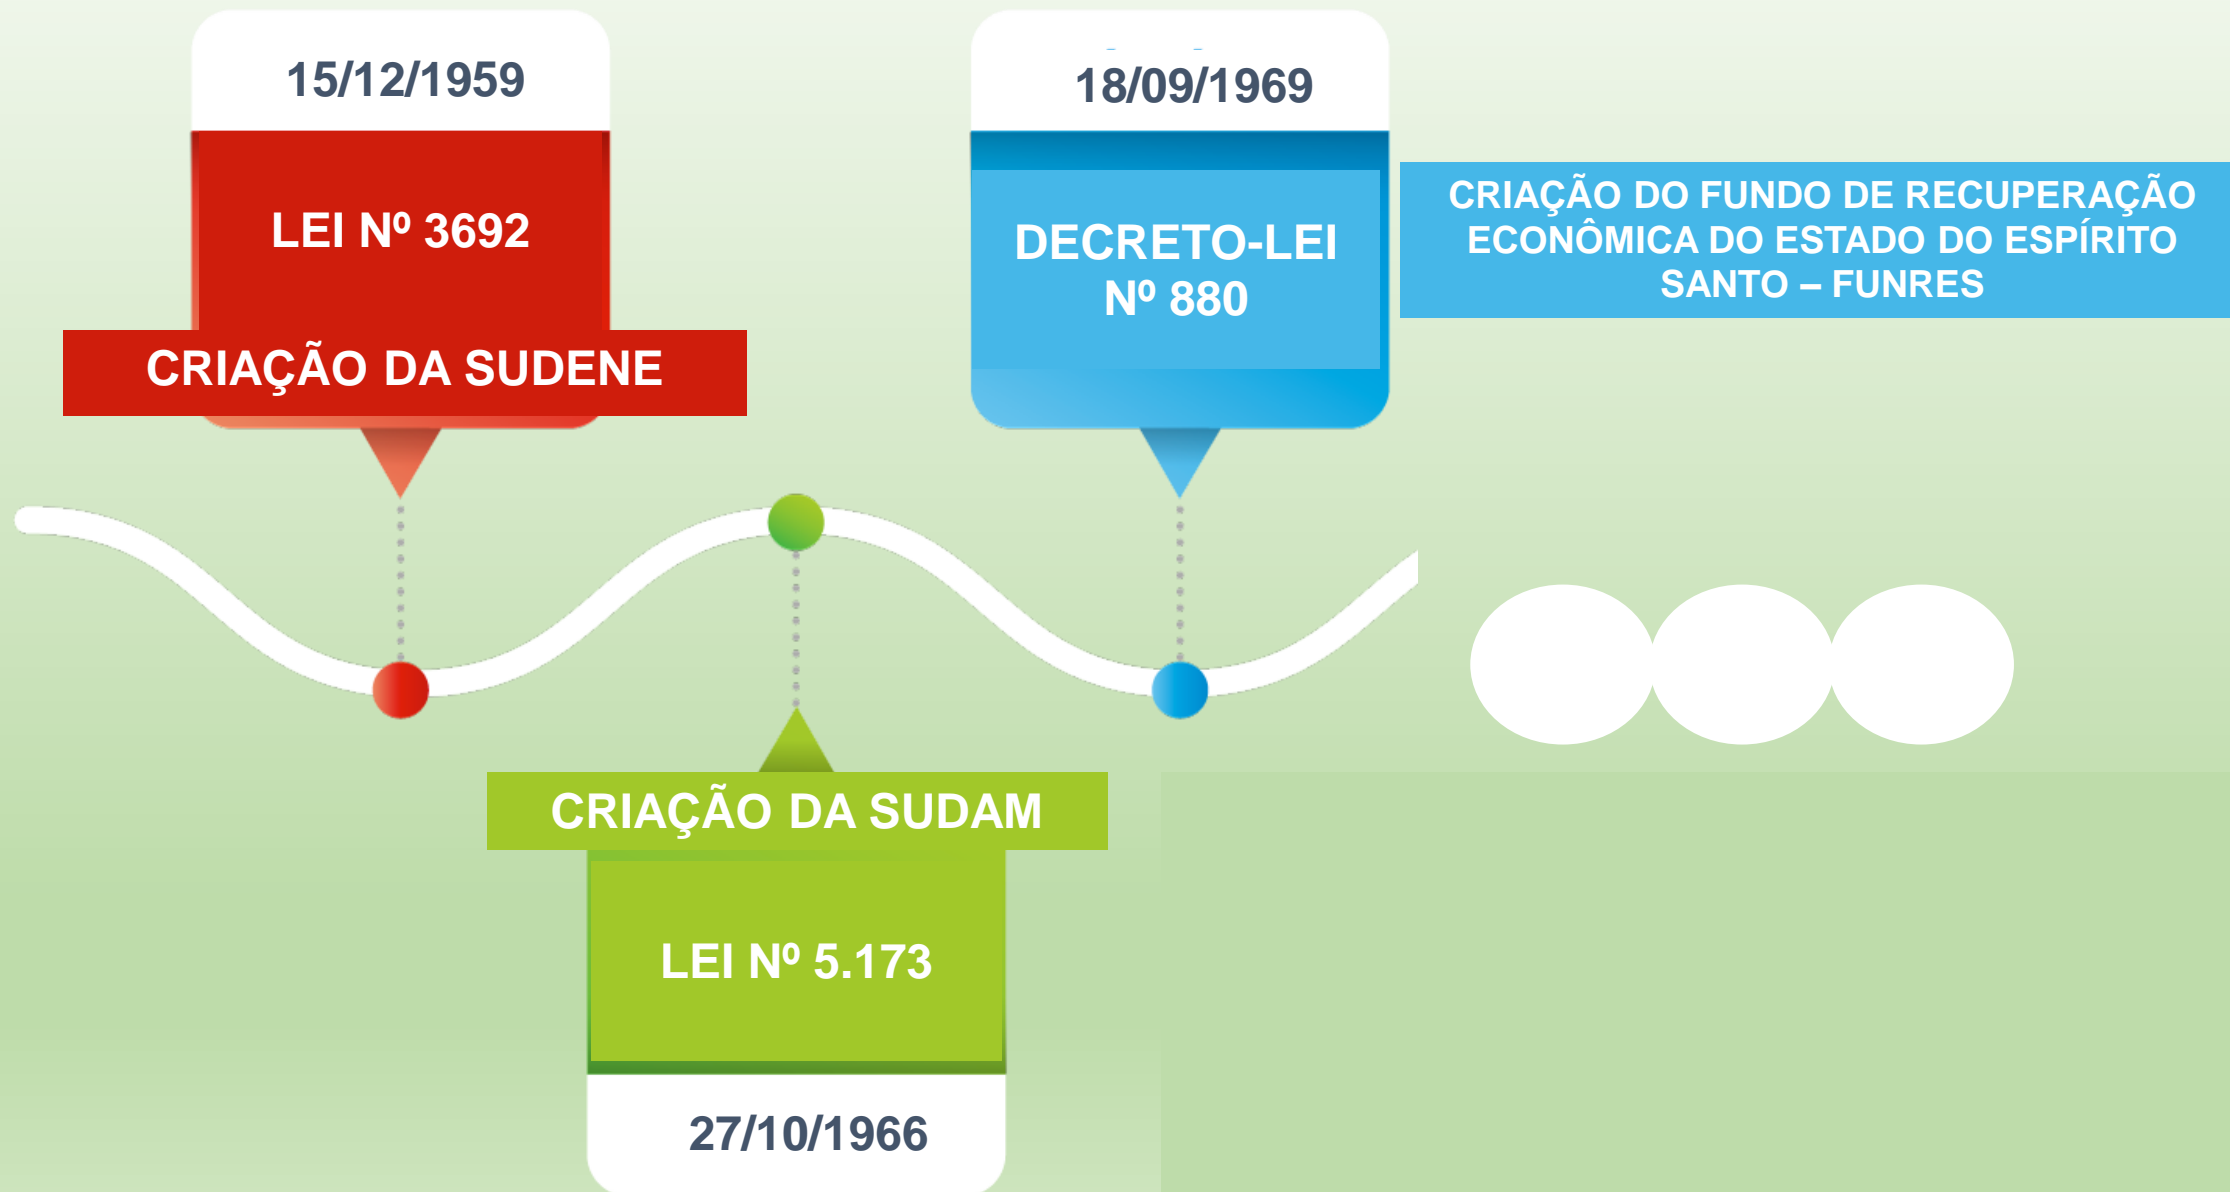 15/12/1959
LEI Nº 3692
CRIAÇÃO DA SUDENE
18/09/1969
DECRETO-LEI
Nº 880
CRIAÇÃO DO FUNDO DE RECUPERAÇÃO
ECONÔMICA DO ESTADO DO ESPÍRITO
SANTO – FUNRES
CRIAÇÃO DA SUDAM
LEI Nº 5.173
27/10/1966